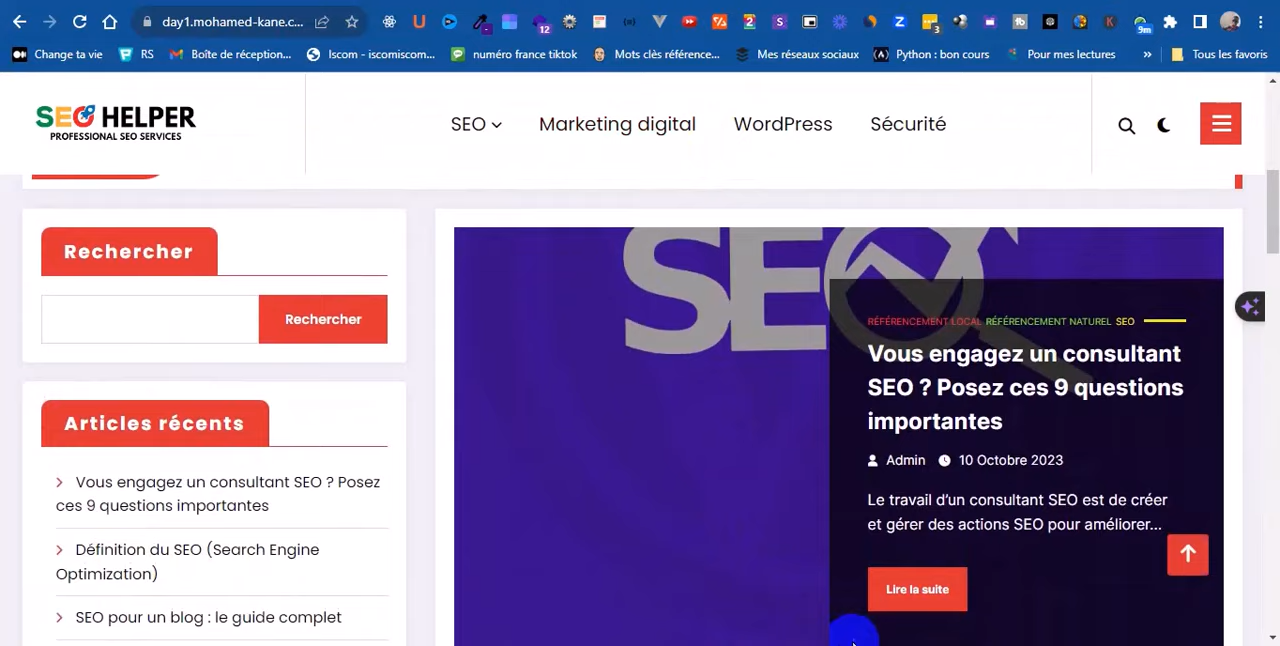 day1.mohamed-kane.c...
12
3
9m
Change ta vie
RS
Boîte de réception...
Iscom - iscomiscom...
numéro france tiktok
Mots clés référence...
Mes réseaux sociaux
Python : bon cours
Pour mes lectures
»
Tous les favoris
SEO HELPER
PROFESSIONAL SEO SERVICES
SEO
Marketing digital
WordPress
Sécurité
Rechercher
Rechercher
Articles récents
Vous engagez un consultant SEO ? Posez
ces 9 questions importantes
Définition du SEO (Search Engine
Optimization)
SEO pour un blog : le guide complet
SEO
RÉFÉRENCEMENT LOCAL RÉFÉRENCEMENT NATUREL SEO
Vous engagez un consultant
SEO ? Posez ces 9 questions
importantes
Admin 10 Octobre 2023
Le travail d'un consultant SEO est de créer
et gérer des actions SEO pour améliorer...
Lire la suite